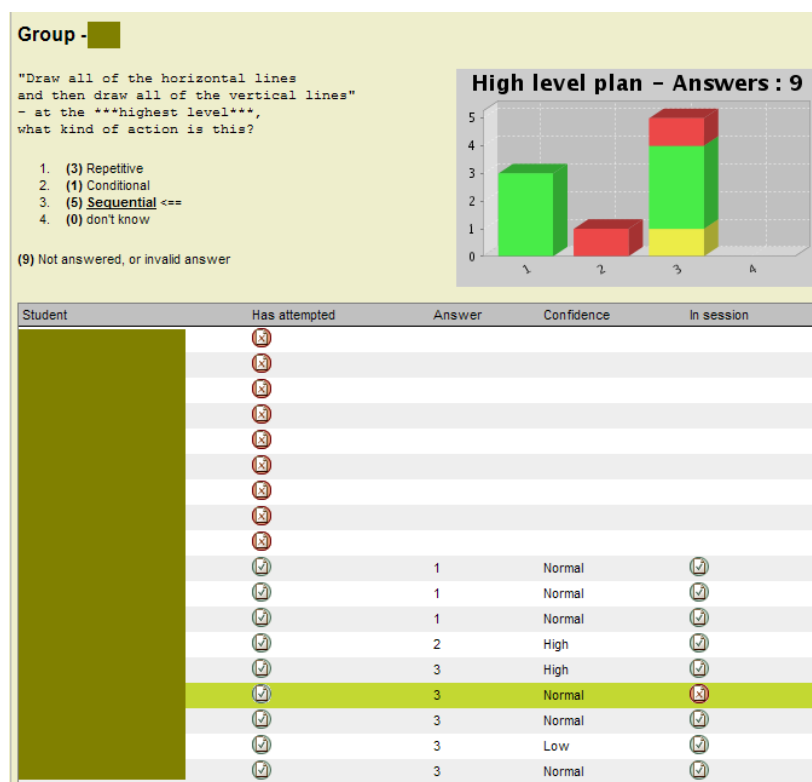 Group -
"Draw all of the horizontal lines
and then draw all of the vertical lines"
- at the ***highest level***,
what kind of action is this?
1. (3) Repetitive
2. (1) Conditional
3. (5) Sequential <==
4. (0) don't know
(9) Not answered, or invalid answer
High level plan - Answers : 9
5
4
3
2
1
0
1 2 3 4
Student Has attempted Answer Confidence In session
1 Normal
1 Normal
1 Normal
2 High
3 High
3 Normal
3 Normal
3 Low
3 Normal